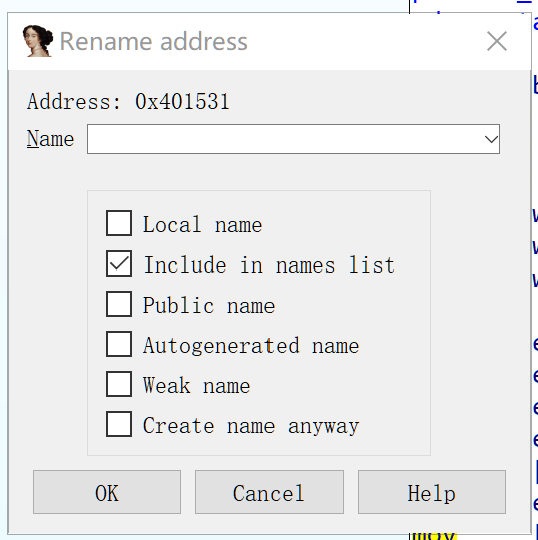 Rename address
Address: 0x401531
Name
Local name
Include in names list
Public name
Autogenerated name
Weak name
Create name anyway
OK
Cancel
Help
mov